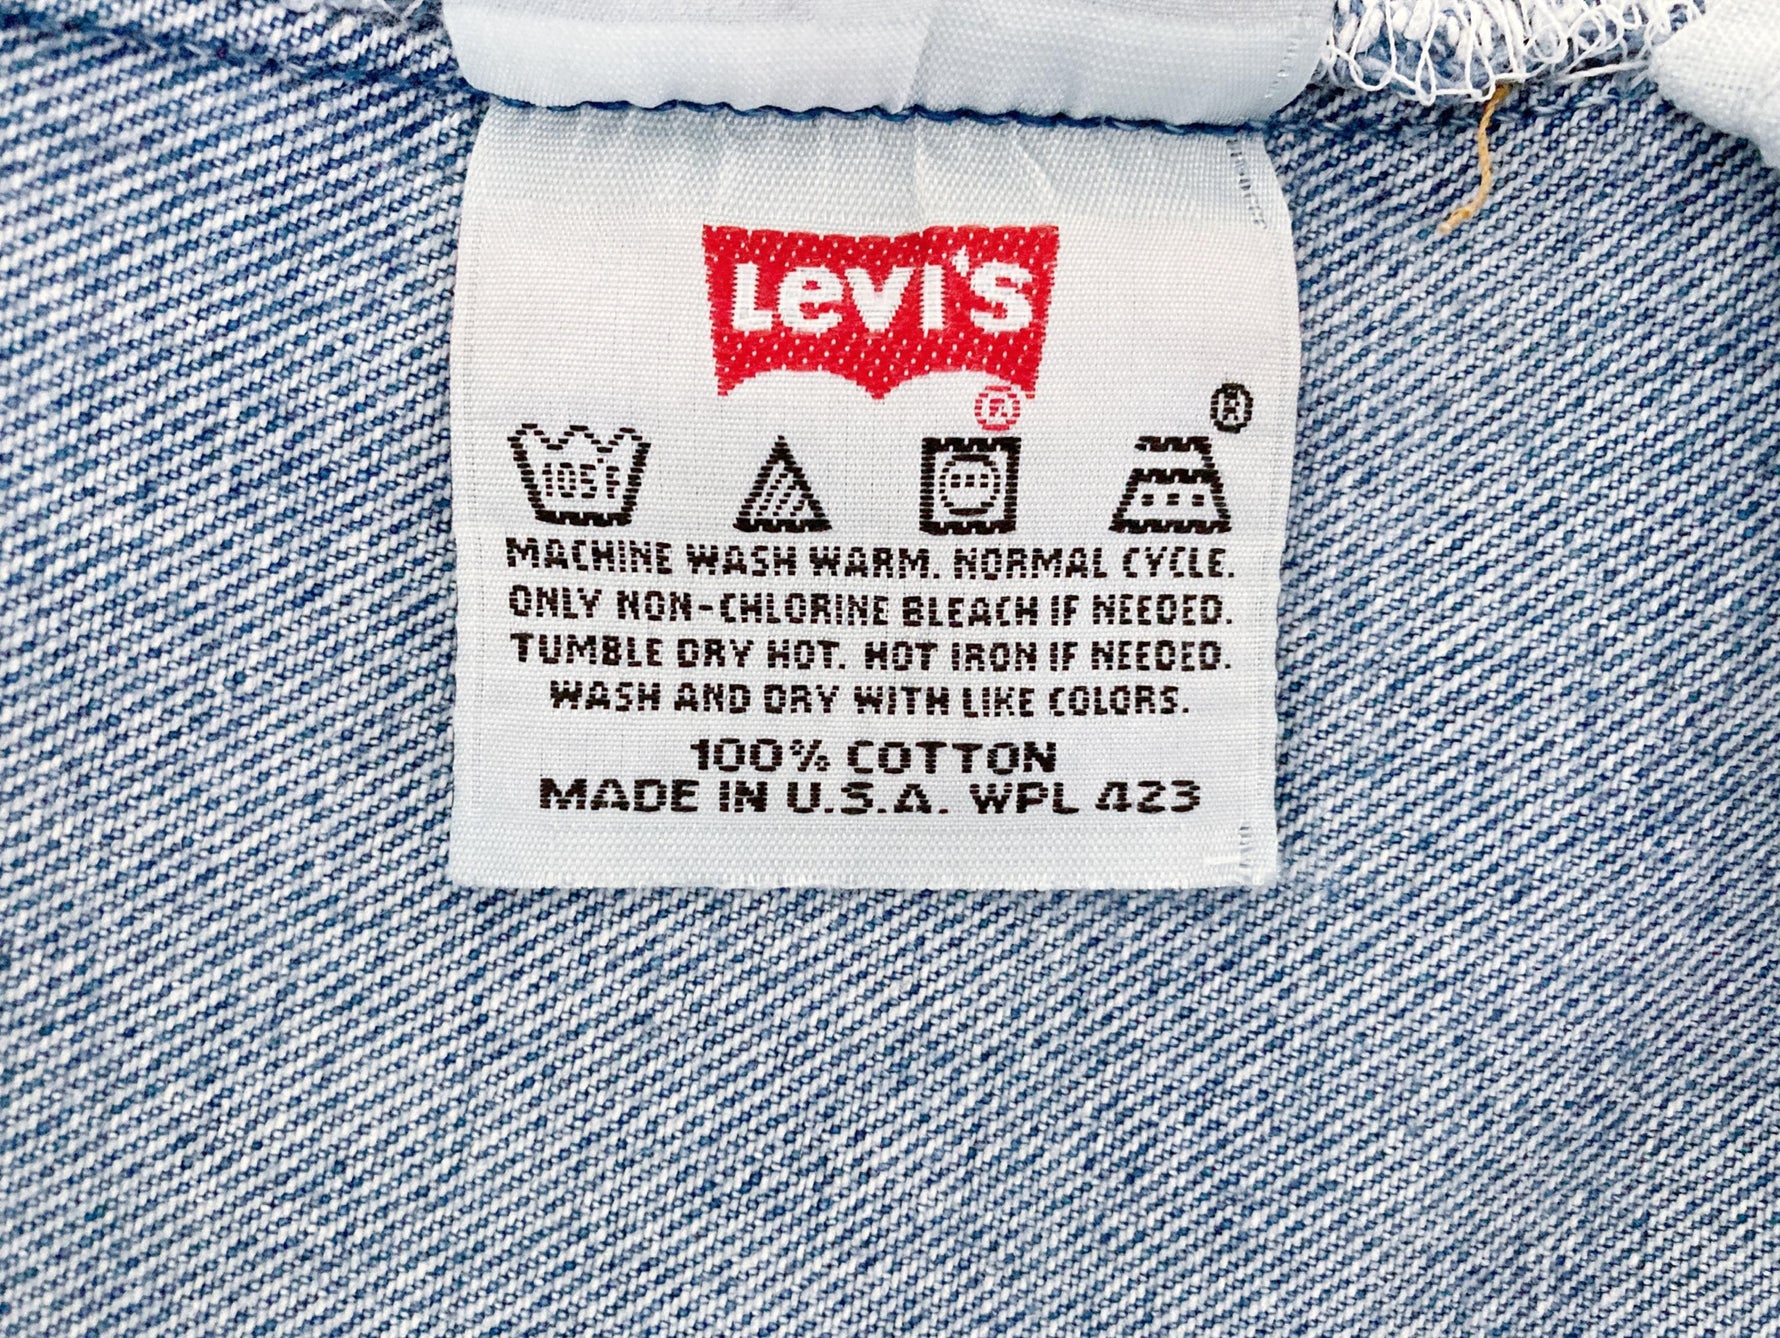 Levi's
®
®
105°F
MACHINE WASH WARM. NORMAL CYCLE.
ONLY NON-CHLORINE BLEACH IF NEEDED.
TUMBLE DRY HOT. HOT IRON IF NEEDED.
WASH AND DRY WITH LIKE COLORS.
100% COTTON
MADE IN U.S.A. WPL 423